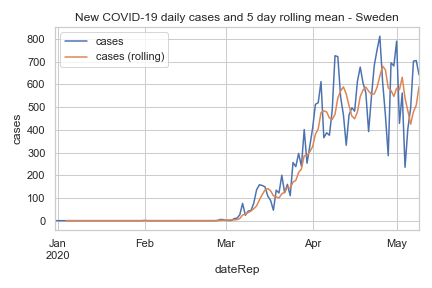 New COVID-19 daily cases and 5 day rolling mean - Sweden
cases
cases (rolling)
800
700
600
500
400
300
200
100
0
cases
Jan
2020
Feb
Mar
Apr
May
dateRep